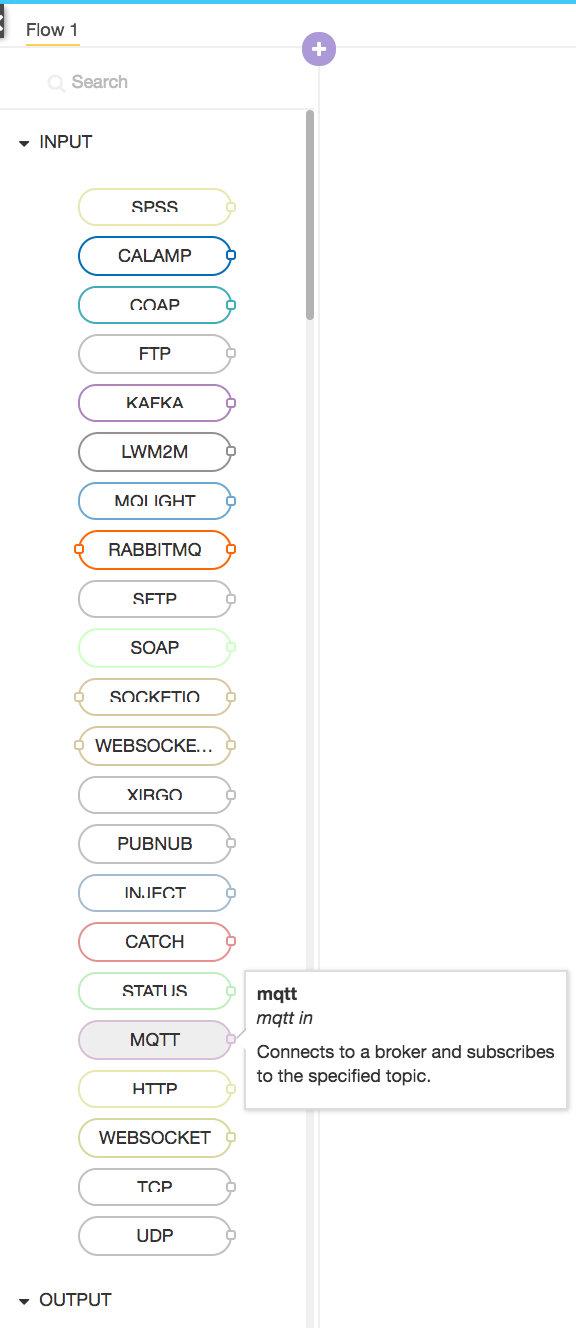 Flow 1
Search
INPUT
SPSS
CALAMP
COAP
FTP
KAFKA
LWM2M
MQLIGHT
RABBITMQ
SFTP
SOAP
SOCKETIO
WEBSOCKE...
XIRGO
PUBNUB
INJECT
CATCH
STATUS
mqtt
mqtt in
MQTT
Connects to a broker and subscribes
to the specified topic.
HTTP
WEBSOCKET
TCP
UDP
OUTPUT